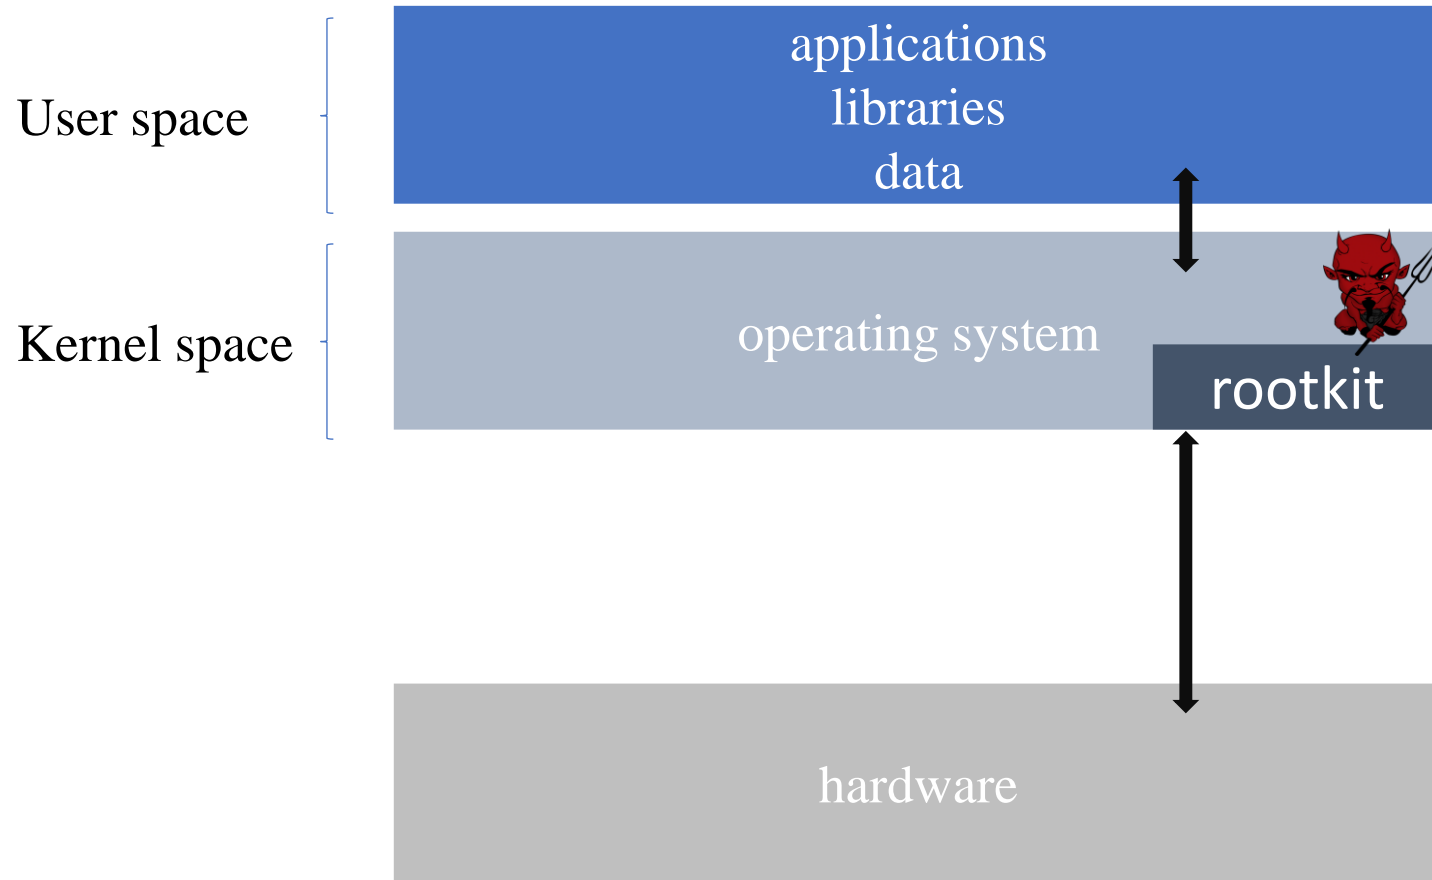 User space
applications
libraries
data
Kernel space
operating system
rootkit
hardware